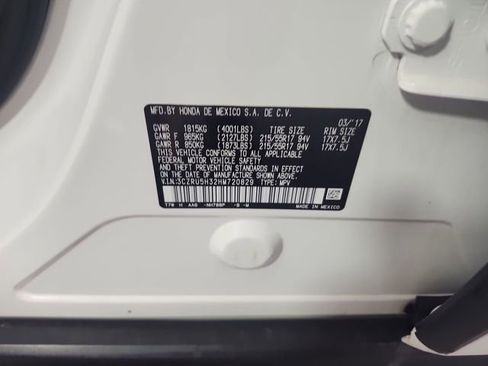 MFD.BY HONDA DE MEXICO S.A. DE C.V.
03/'17
GVWR 1815KG (4001LBS) TIRE SIZE RIM SIZE
GAWR F 965KG (2127LBS) 215/55R17 94V 17X7.5J
GAWR R 850KG (1873LBS) 215/55R17 94V 17X7.5J
THIS VEHICLE CONFORMS TO ALL APPLICABLE
FEDERAL MOTOR VEHICLE SAFETY
AND THEFT PREVENTION STANDARDS IN EFFECT
ON THE DATE OF MANUFACTURE SHOWN ABOVE.
V.I.N:3CZRU5H32HM720829 TYPE: MPV
17M H AAB -NH788P -B -M
MADE IN MEXICO